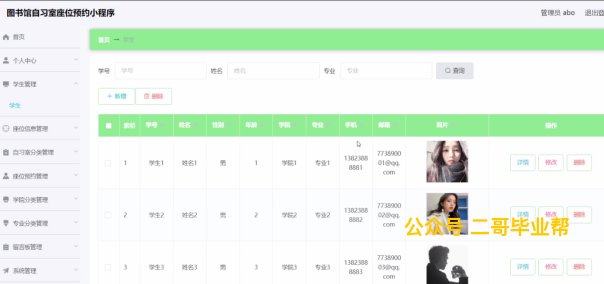 图书馆自习室座位预约小程序
管理员 abo 退出登
首页
个人中心
学生管理
学生
座位信息管理
自习室分类管理
座位预约管理
学院分类管理
专业分类管理
留言板管理
系统管理
首页 学生
学号 学号 姓名 姓名 专业 专业 查询
+ 新增 删除
索引 学号 姓名 性别 年龄 学院 专业 手机 邮箱 照片 操作
1 学生1 姓名1 男 1 学院1 专业1 13823888881 773890001@qq.com 详情 修改 删除
2 学生2 姓名2 男 2 学院2 专业2 13823888882 773890002@qq.com 详情 修改 删除
3 学生3 姓名3 男 3 学院3 专业3 13823888883 773890003@qq.com 详情 修改 删除
公众号 二哥毕业帮